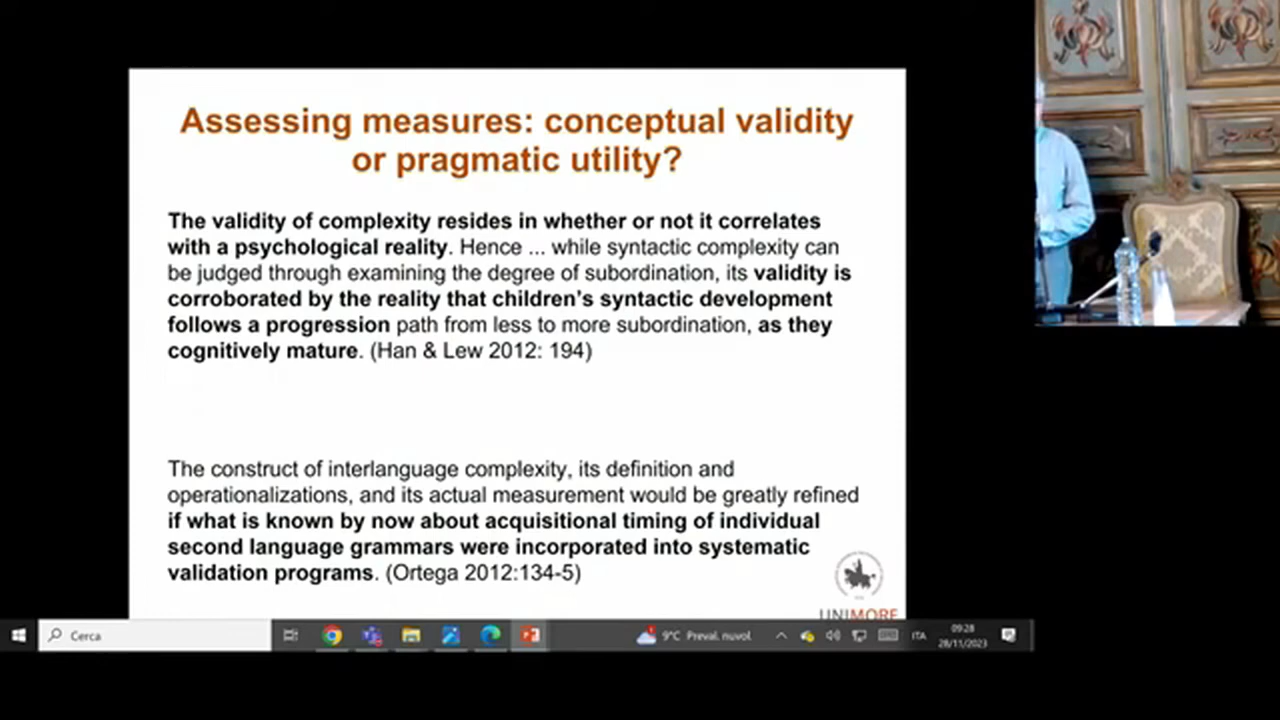 Assessing measures: conceptual validity
or pragmatic utility?
The validity of complexity resides in whether or not it correlates
with a psychological reality. Hence ... while syntactic complexity can
be judged through examining the degree of subordination, its validity is
corroborated by the reality that children's syntactic development
follows a progression path from less to more subordination, as they
cognitively mature. (Han & Lew 2012: 194)
The construct of interlanguage complexity, its definition and
operationalizations, and its actual measurement would be greatly refined
if what is known by now about acquisitional timing of individual
second language grammars were incorporated into systematic
validation programs. (Ortega 2012:134-5)
UNIMORE
Cerca
9°C Preval. nuvol.
ITA
09:28
28/11/2023